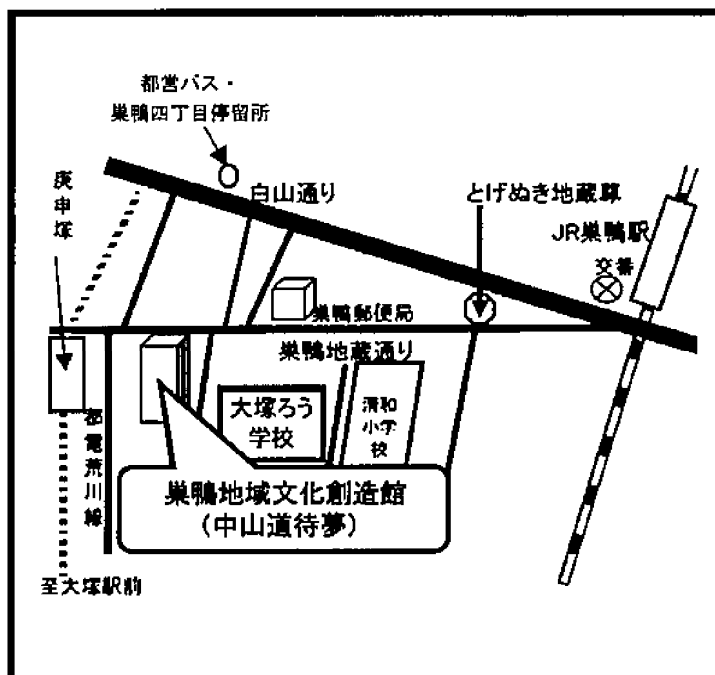 都営バス・
巣鴨四丁目停留所
庚申塚
白山通り
とげぬき地蔵尊
JR巣鴨駅
交番
巣鴨郵便局
巣鴨地蔵通り
大塚ろう
学校
清和
小学
校
都電荒川線
巣鴨地域文化創造館
(中山道待夢)
至大塚駅前